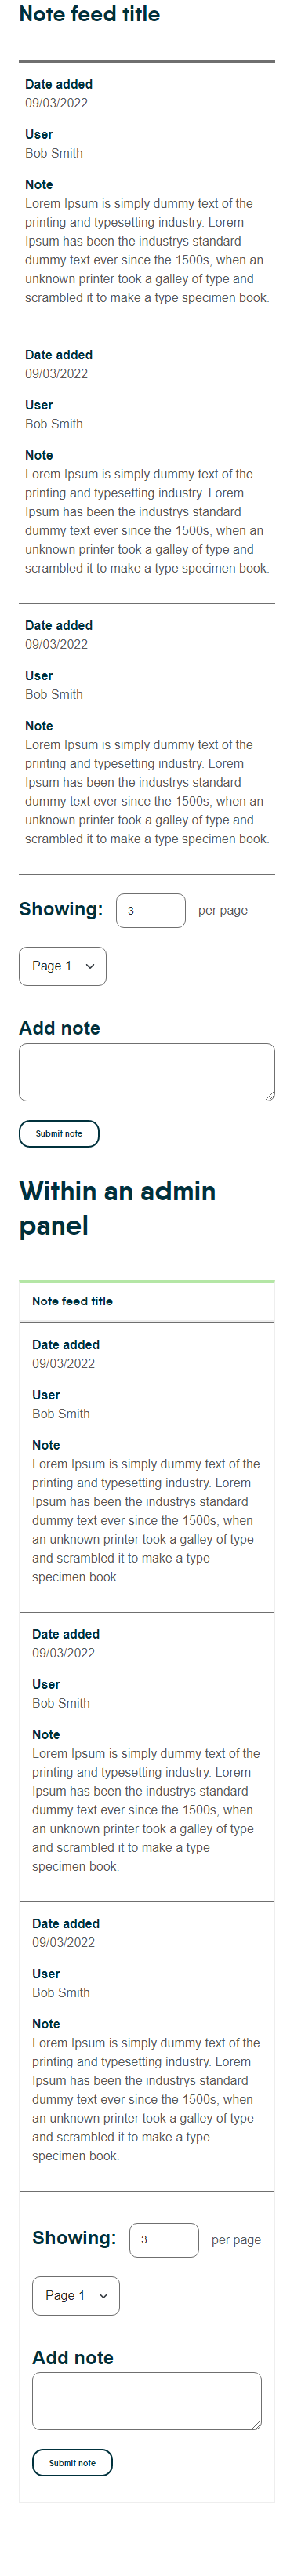 Note feed title
Date added
09/03/2022
User
Bob Smith
Note
Lorem Ipsum is simply dummy text of the
printing and typesetting industry. Lorem
Ipsum has been the industrys standard
dummy text ever since the 1500s, when an
unknown printer took a galley of type and
scrambled it to make a type specimen book.
Date added
09/03/2022
User
Bob Smith
Note
Lorem Ipsum is simply dummy text of the
printing and typesetting industry. Lorem
Ipsum has been the industrys standard
dummy text ever since the 1500s, when an
unknown printer took a galley of type and
scrambled it to make a type specimen book.
Date added
09/03/2022
User
Bob Smith
Note
Lorem Ipsum is simply dummy text of the
printing and typesetting industry. Lorem
Ipsum has been the industrys standard
dummy text ever since the 1500s, when an
unknown printer took a galley of type and
scrambled it to make a type specimen book.
Showing: 3 per page
Page 1
Add note
Submit note
Within an admin
panel
Note feed title
Date added
09/03/2022
User
Bob Smith
Note
Lorem Ipsum is simply dummy text of the
printing and typesetting industry. Lorem
Ipsum has been the industrys standard
dummy text ever since the 1500s, when
an unknown printer took a galley of type
and scrambled it to make a type
specimen book.
Date added
09/03/2022
User
Bob Smith
Note
Lorem Ipsum is simply dummy text of the
printing and typesetting industry. Lorem
Ipsum has been the industrys standard
dummy text ever since the 1500s, when
an unknown printer took a galley of type
and scrambled it to make a type
specimen book.
Date added
09/03/2022
User
Bob Smith
Note
Lorem Ipsum is simply dummy text of the
printing and typesetting industry. Lorem
Ipsum has been the industrys standard
dummy text ever since the 1500s, when
an unknown printer took a galley of type
and scrambled it to make a type
specimen book.
Showing: 3 per page
Page 1
Add note
Submit note